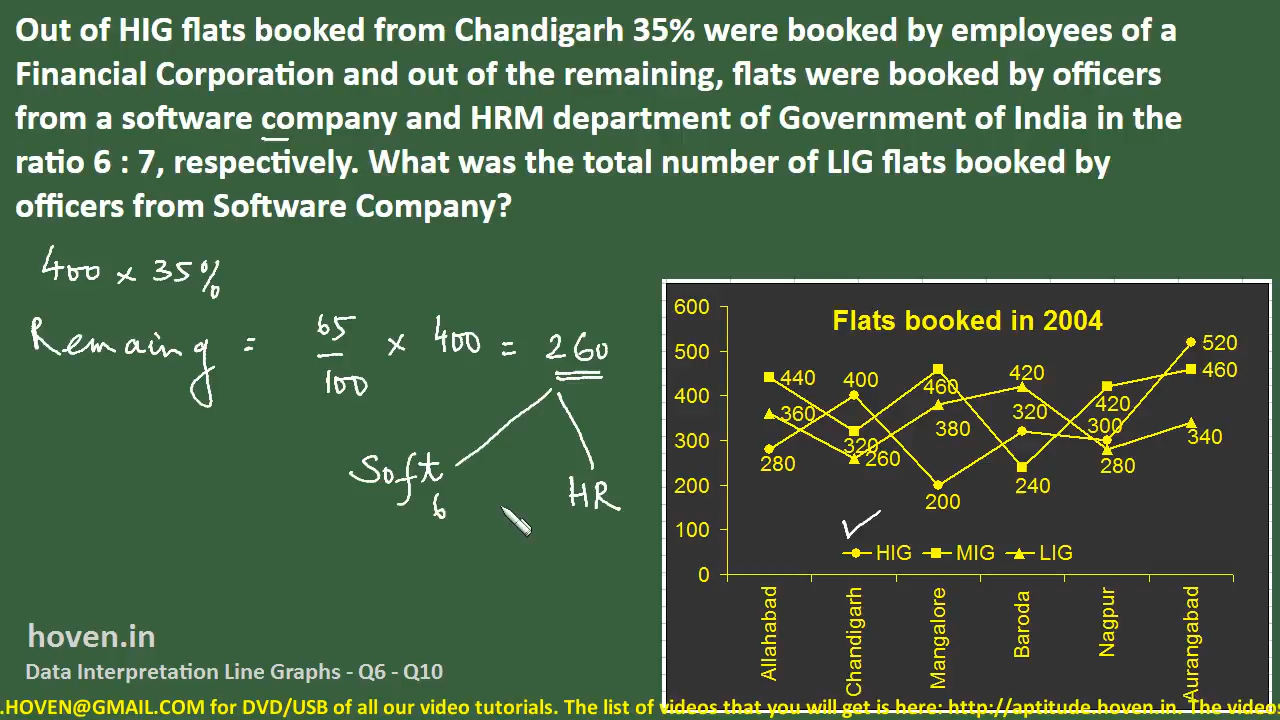 Out of HIG flats booked from Chandigarh 35% were booked by employees of a
Financial Corporation and out of the remaining, flats were booked by officers
from a software company and HRM department of Government of India in the
ratio 6 : 7, respectively. What was the total number of LIG flats booked by
officers from Software Company?
400 x 35%
Remaing = 65/100 x 400 = 260
Soft HR
6
Flats booked in 2004
600
500
400
300
200
100
0
440 360 280
400 320 260
460 380 200
420 320 240
420 300 280
520 460 340
HIG MIG LIG
Allahabad
Chandigarh
Mangalore
Baroda
Nagpur
Aurangabad
hoven.in
Data Interpretation Line Graphs - Q6 - Q10
.HOVEN@GMAIL.COM for DVD/USB of all our video tutorials. The list of videos that you will get is here: http://aptitude.hoven.in. The videos